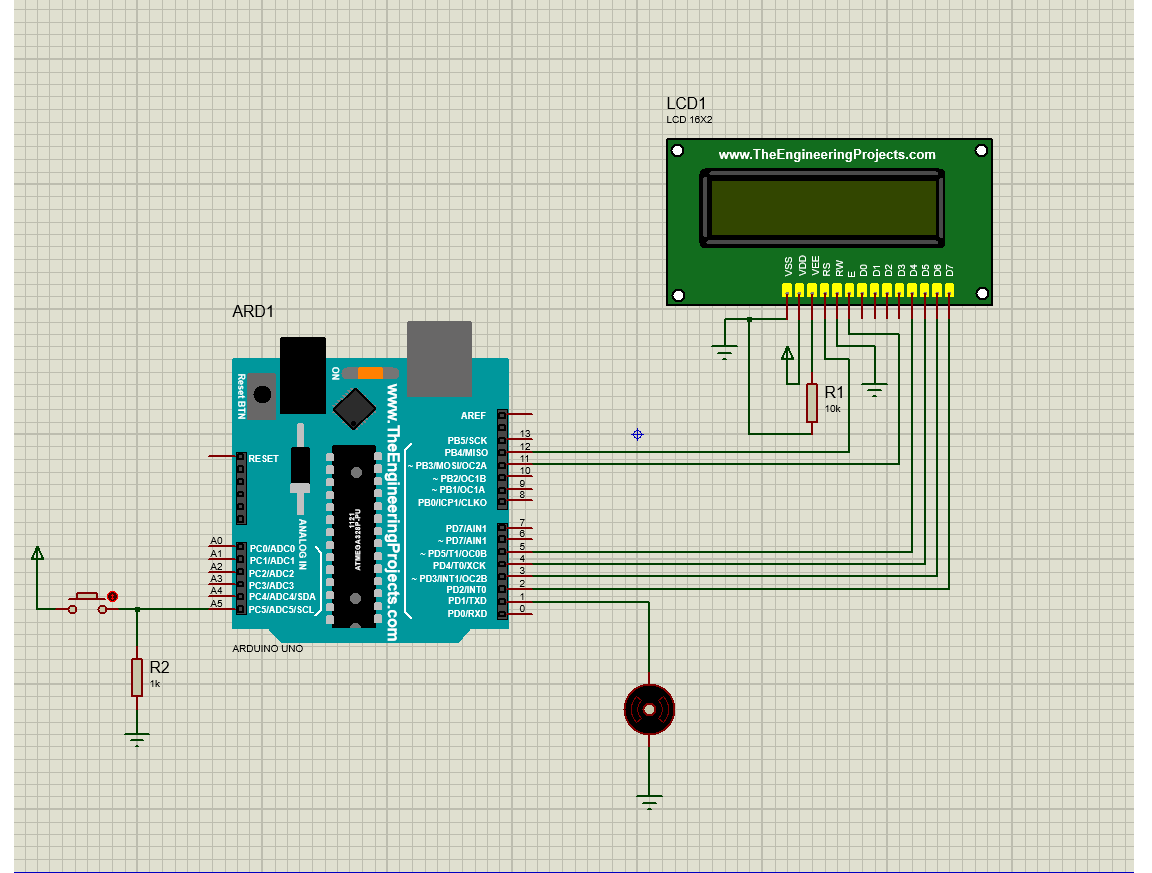 LCD1
LCD 16X2
www.TheEngineeringProjects.com
VSS
VDD
VEE
RS
RW
E
D0
D1
D2
D3
D4
D5
D6
D7
R1
10k
ARD1
Reset BTN
ON
www.TheEngineeringProjects.com
AREF
PB5/SCK 13
PB4/MISO 12
~ PB3/MOSI/OC2A 11
~ PB2/OC1B 10
~ PB1/OC1A 9
PB0/ICP1/CLKO 8
PD7/AIN1 7
~ PD7/AIN1 6
~ PD5/T1/OC0B 5
PD4/T0/XCK 4
~ PD3/INT1/OC2B 3
PD2/INT0 2
PD1/TXD 1
PD0/RXD 0
RESET
1121
ATMEGA328P-PU
ANALOG IN
A0 PC0/ADC0
A1 PC1/ADC1
A2 PC2/ADC2
A3 PC3/ADC3
A4 PC4/ADC4/SDA
A5 PC5/ADC5/SCL
ARDUINO UNO
R2
1k